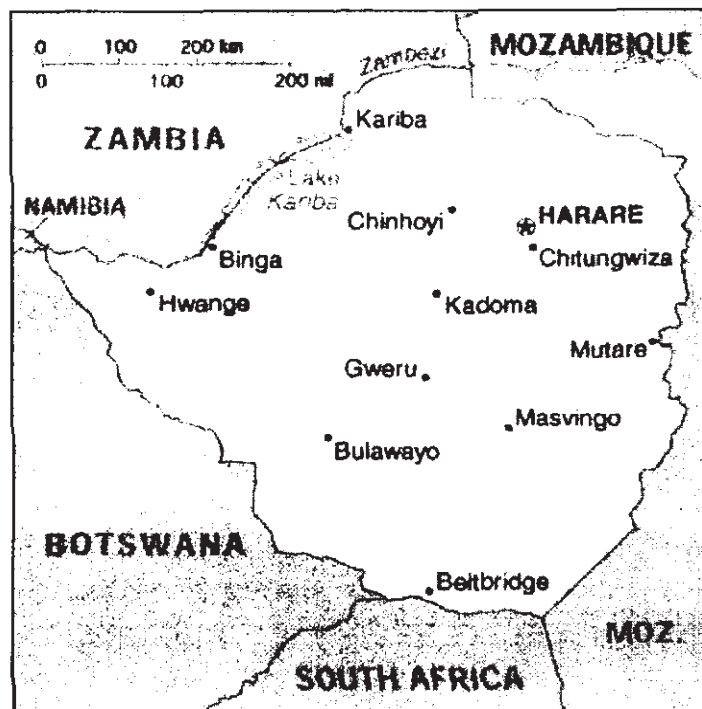 0 100 200 km
0 100 200 mi
MOZAMBIQUE
Zambezi
ZAMBIA
Kariba
Lake
Kariba
NAMIBIA
Chinhoyi
HARARE
Chitungwiza
Binga
Hwange
Kadoma
Mutare
Gweru
Masvingo
Bulawayo
BOTSWANA
Beitbridge
MOZ.
SOUTH AFRICA